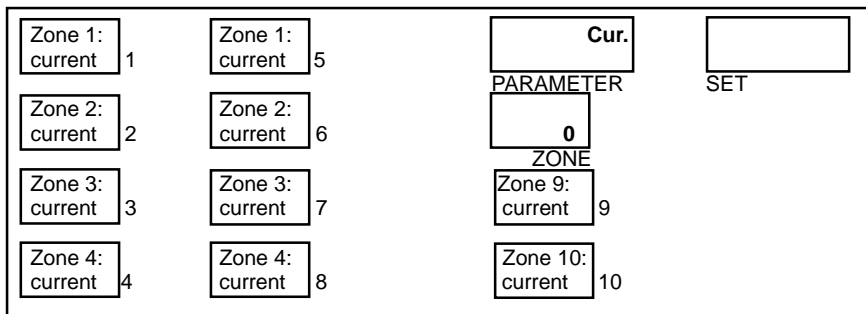 Zone 1:
current 1
Zone 1:
current 5
Cur.
PARAMETER
SET
Zone 2:
current 2
Zone 2:
current 6
0
ZONE
Zone 3:
current 3
Zone 3:
current 7
Zone 9:
current 9
Zone 4:
current 4
Zone 4:
current 8
Zone 10:
current 10